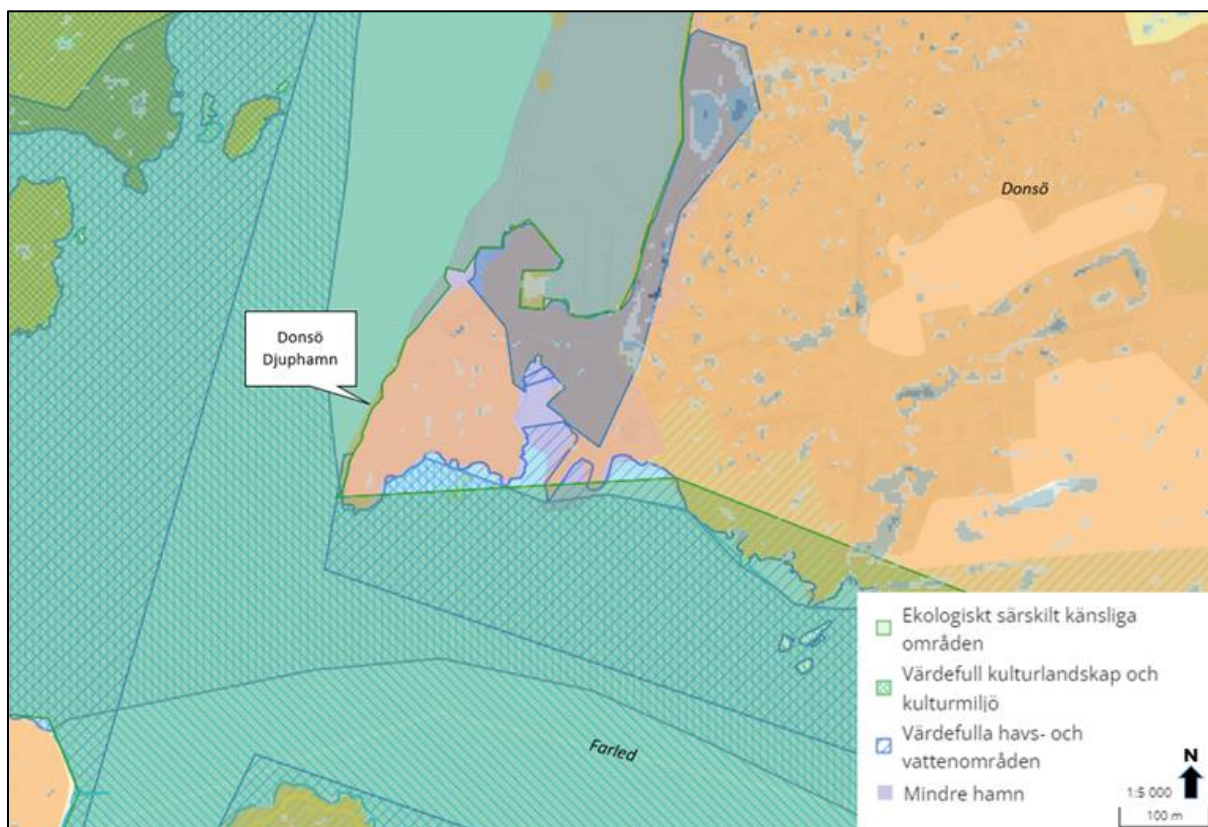 Donsö
Donsö
Djuphamn
Farled
Ekologiskt särskilt känsliga
områden
Värdefull kulturlandskap och
kulturmiljö
Värdefulla havs- och
vattenområden
Mindre hamn
N
1:5 000
100 m